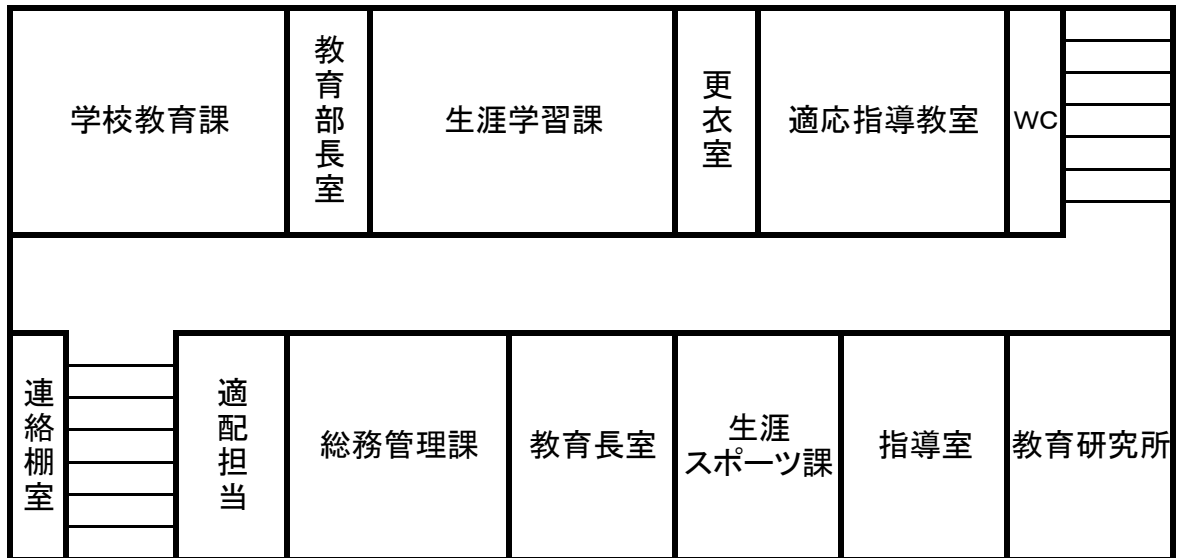 学校教育課
教育部長室
生涯学習課
更衣室
適応指導教室
WC
連絡棚室
適配担当
総務管理課
教育長室
生涯
スポーツ課
指導室
教育研究所